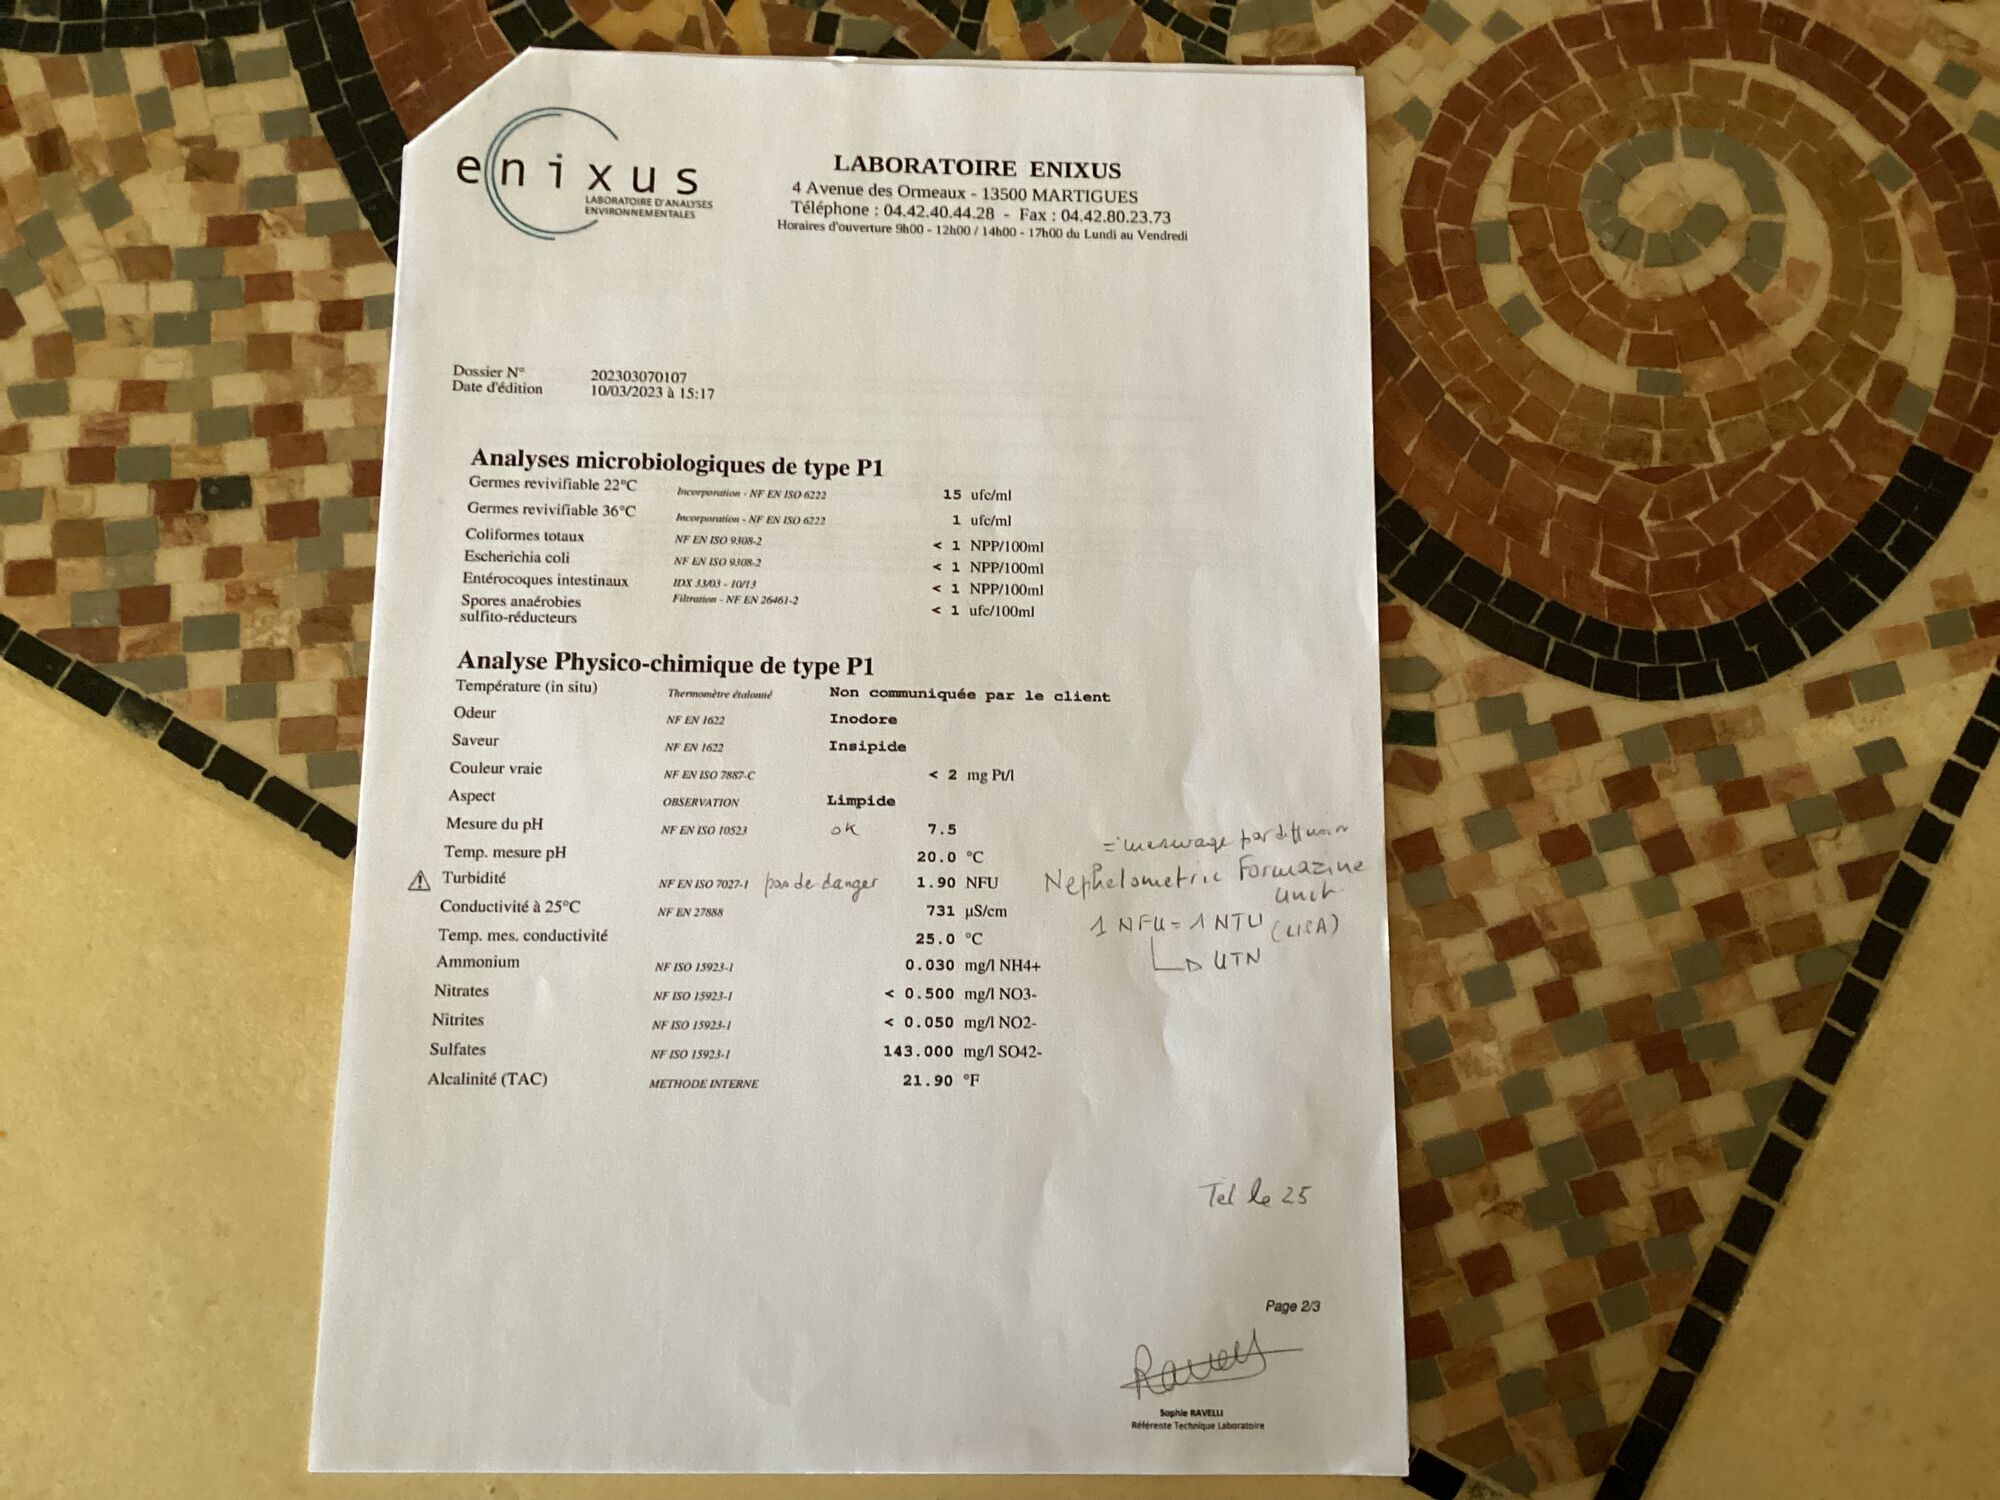 enixus
LABORATOIRE D'ANALYSES
ENVIRONNEMENTALES
LABORATOIRE ENIXUS
4 Avenue des Ormeaux - 13500 MARTIGUES
Téléphone : 04.42.40.44.28 - Fax : 04.42.80.23.73
Horaires d'ouverture 9h00 - 12h00 / 14h00 - 17h00 du Lundi au Vendredi
Dossier N° 202303070107
Date d'édition 10/03/2023 à 15:17
Analyses microbiologiques de type P1
Germes revivifiable 22°C Incorporation - NF EN ISO 6222 15 ufc/ml
Germes revivifiable 36°C Incorporation - NF EN ISO 6222 1 ufc/ml
Coliformes totaux NF EN ISO 9308-2 < 1 NPP/100ml
Escherichia coli NF EN ISO 9308-2 < 1 NPP/100ml
Entérocoques intestinaux IDX 33/03 - 10/13 < 1 NPP/100ml
Spores anaérobies Filtration - NF EN 26461-2 < 1 ufc/100ml
sulfito-réducteurs
Analyse Physico-chimique de type P1
Température (in situ) Thermomètre étalonné Non communiquée par le client
Odeur NF EN 1622 Inodore
Saveur NF EN 1622 Insipide
Couleur vraie NF EN ISO 7887-C < 2 mg Pt/l
Aspect OBSERVATION Limpide
Mesure du pH NF EN ISO 10523 ok 7.5
Temp. mesure pH 20.0 °C
= par diffusion
Turbidité NF EN ISO 7027-1 pas de danger 1.90 NFU Nephelometric Formazine
unit
Conductivité à 25°C NF EN 27888 731 µS/cm 1 NFU = 1 NTU (USA)
Temp. mes. conductivité 25.0 °C UTN
Ammonium NF ISO 15923-1 0.030 mg/l NH4+
Nitrates NF ISO 15923-1 < 0.500 mg/l NO3-
Nitrites NF ISO 15923-1 < 0.050 mg/l NO2-
Sulfates NF ISO 15923-1 143.000 mg/l SO42-
Alcalinité (TAC) METHODE INTERNE 21.90 °F
Tel le 25
Page 2/3
Ravelli
Sophie RAVELLI
Référente Technique Laboratoire